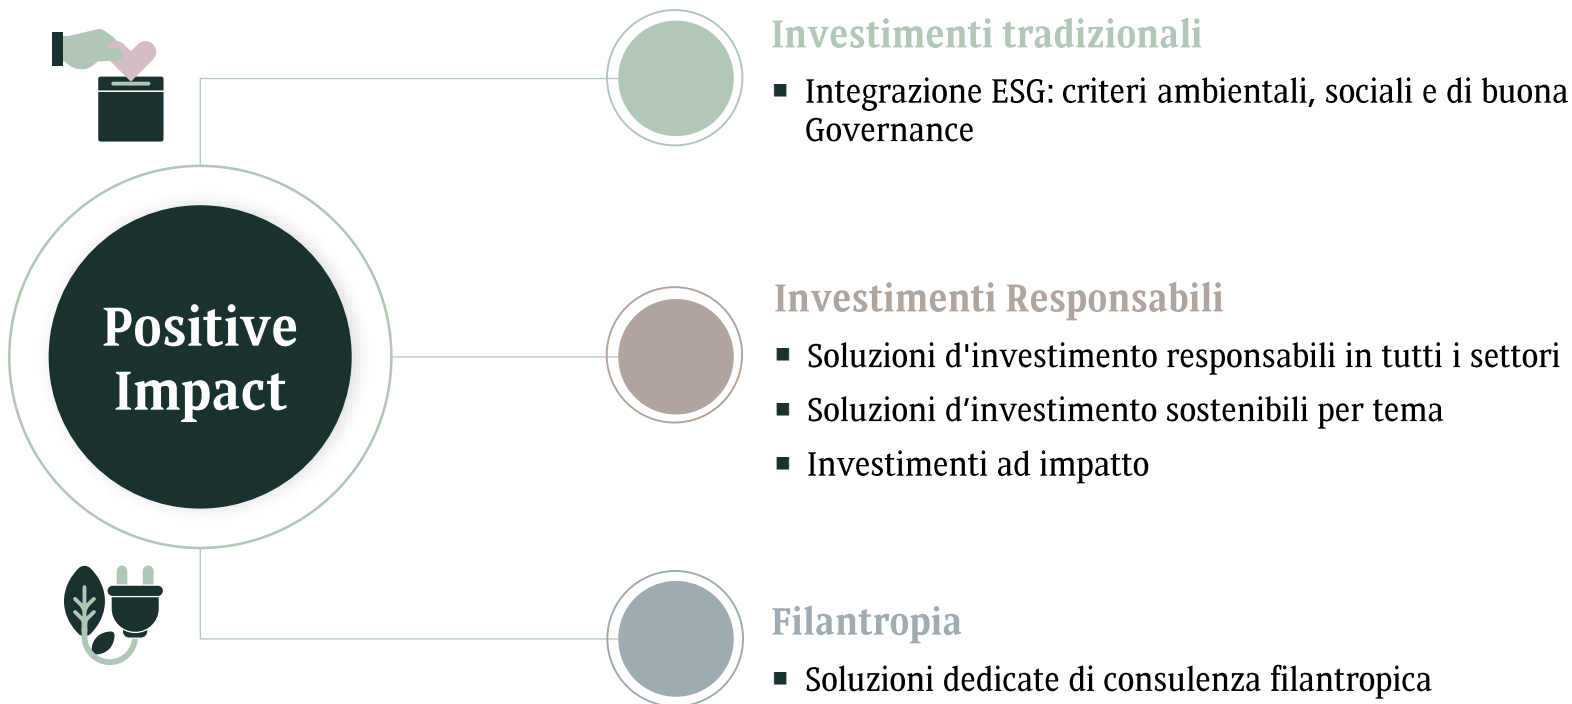 Positive
Impact
Investimenti tradizionali
Integrazione ESG: criteri ambientali, sociali e di buona
Governance
Investimenti Responsabili
Soluzioni d'investimento responsabili in tutti i settori
Soluzioni d’investimento sostenibili per tema
Investimenti ad impatto
Filantropia
Soluzioni dedicate di consulenza filantropica